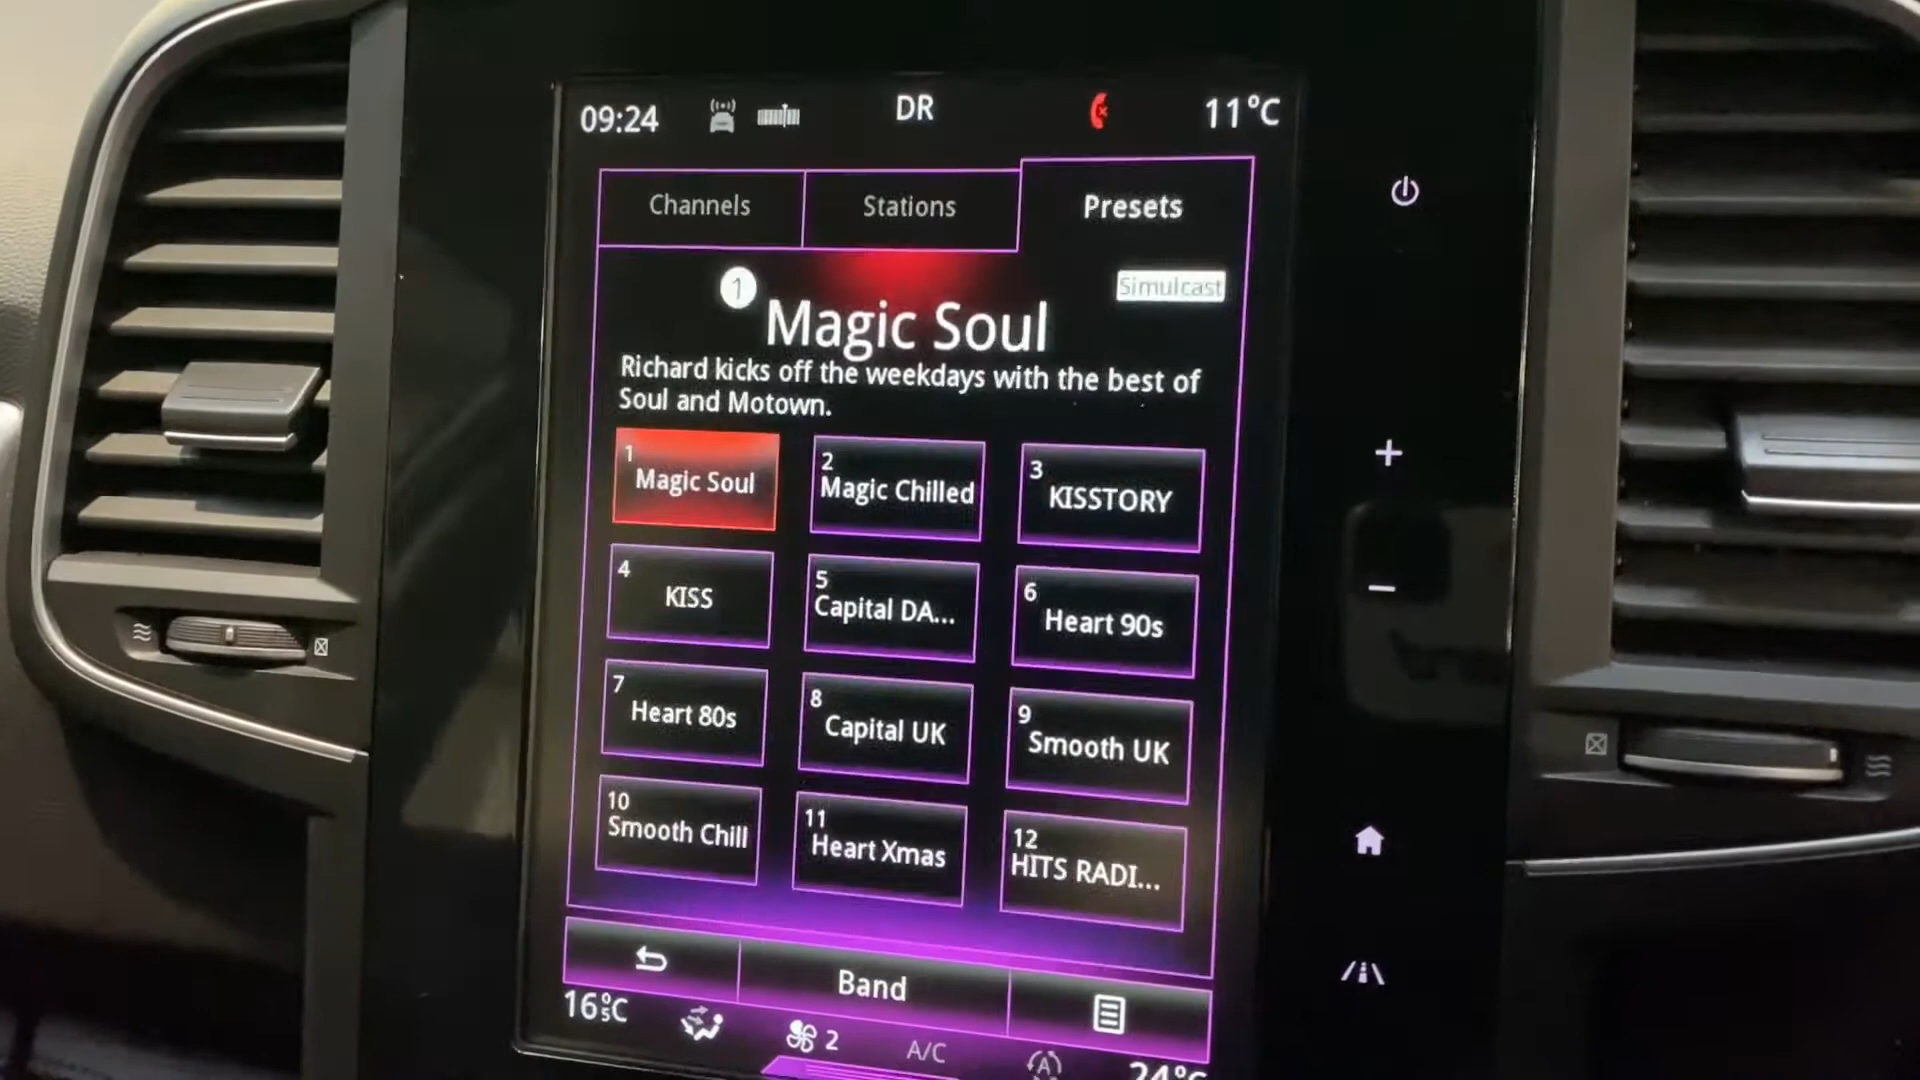 09:24 DR 11°C
Channels Stations Presets
1 Simulcast
Magic Soul
Richard kicks off the weekdays with the best of
Soul and Motown.
1 Magic Soul
2 Magic Chilled
3 KISSTORY
4 KISS
5 Capital DA...
6 Heart 90s
7 Heart 80s
8 Capital UK
9 Smooth UK
10 Smooth Chill
11 Heart Xmas
12 HITS RADI...
Band
16.5°C 2 A/C A 24°C